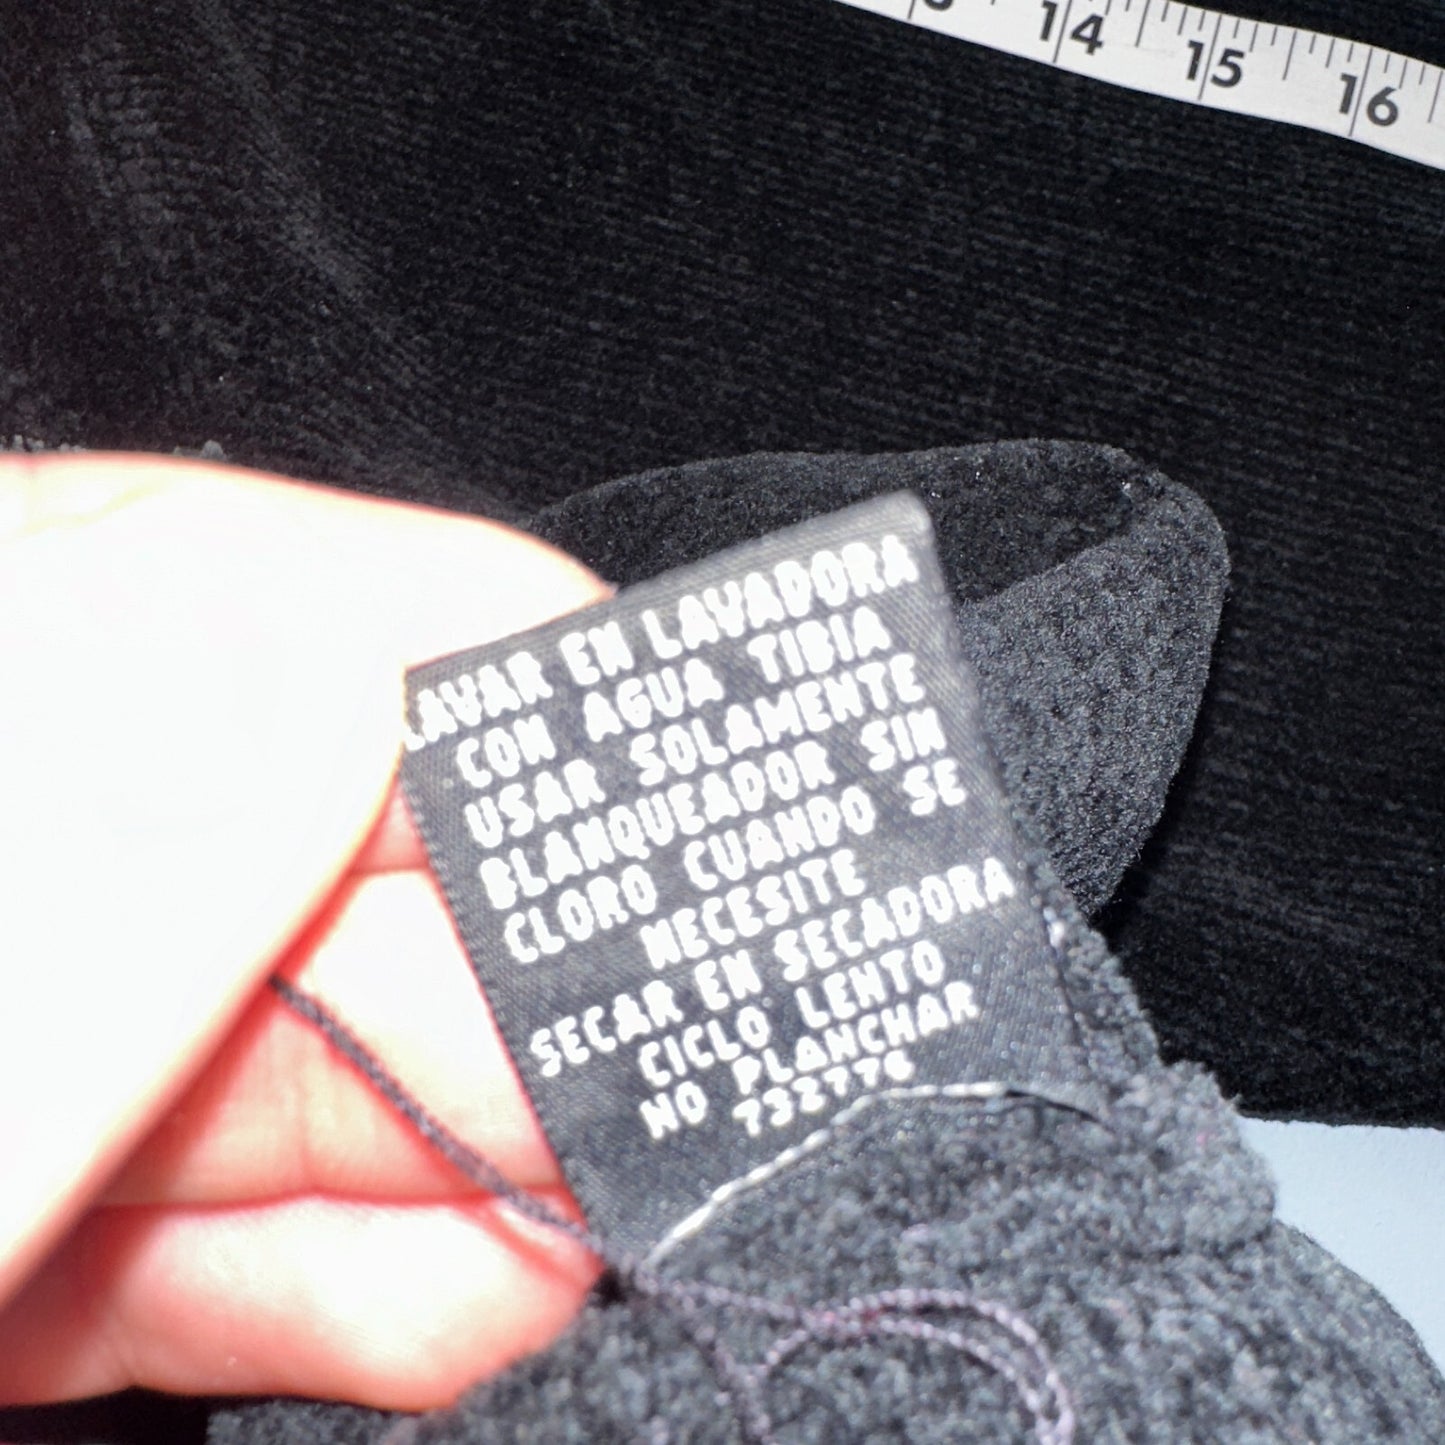 14 15 16
LAVAR EN LAVADORA
CON AGUA TIBIA
USAR SOLAMENTE
BLANQUEADOR SIN
CLORO CUANDO SE
NECESITE
SECAR EN SECADORA
CICLO LENTO
NO PLANCHAR
732776